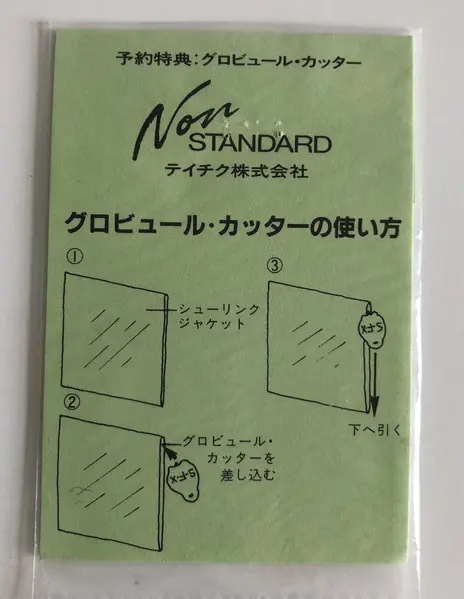 予約特典：グロビュール・カッター
Non
STANDARD
テイチク株式会社
グロビュール・カッターの使い方
①
シューリンク
ジャケット
②
グロビュール・
カッターを
差し込む
S-F-X
③
S-F-X
下へ引く